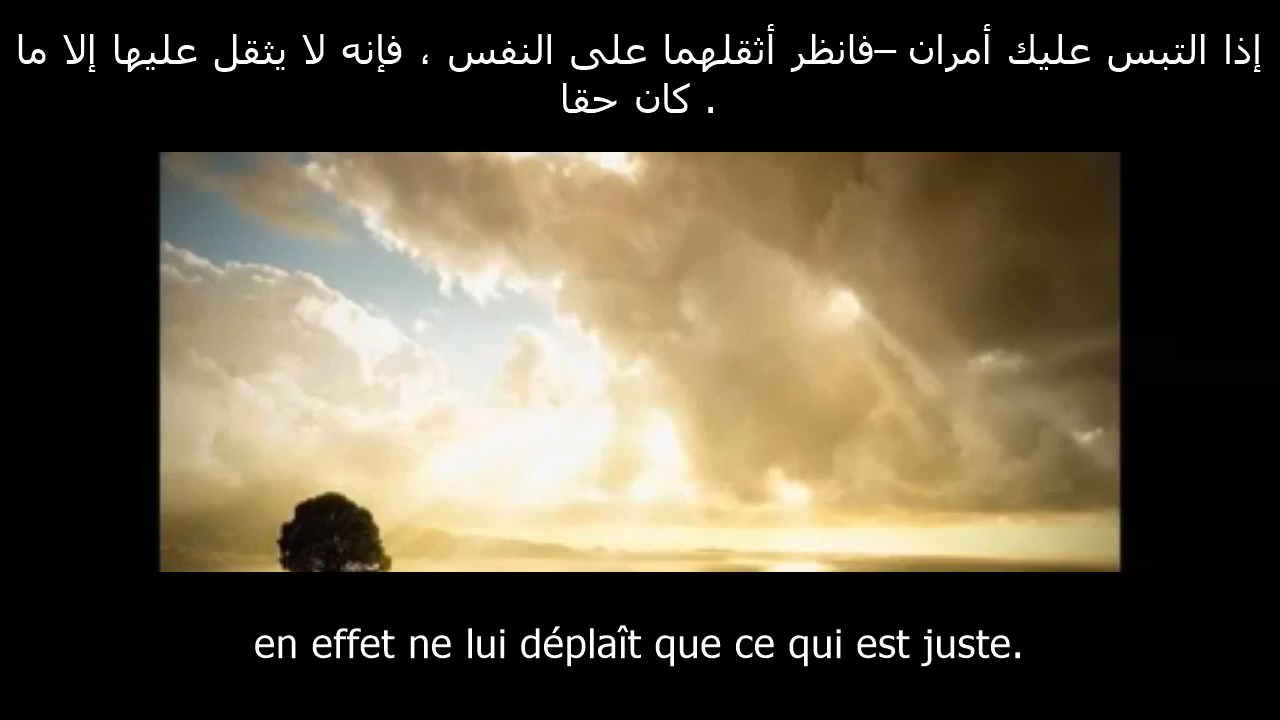 إذا التبس عليك أمران –فانظر أثقلهما على النفس ، فإنه لا يثقل عليها إلا ما
كان حقا .
en effet ne lui déplaît que ce qui est juste.